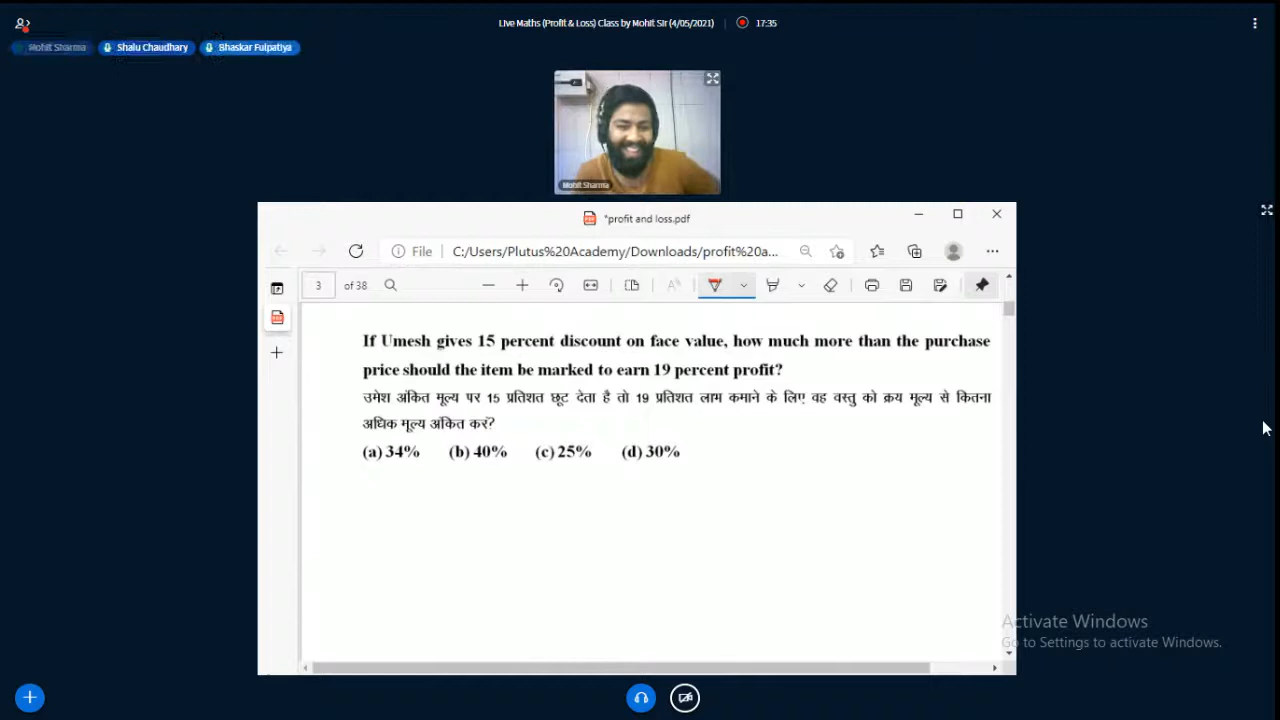 Live Maths (Profit & Loss) Class by Mohit Sir (4/05/2021) | 17:35
Mohit Sharma Shalu Chaudhary Bhaskar Fulpatiya
Mohit Sharma
*profit and loss.pdf
File C:/Users/Plutus%20Academy/Downloads/profit%20a...
3 of 38
If Umesh gives 15 percent discount on face value, how much more than the purchase
price should the item be marked to earn 19 percent profit?
उमेश अंकित मूल्य पर 15 प्रतिशत छूट देता है तो 19 प्रतिशत लाभ कमाने के लिए वह वस्तु को क्रय मूल्य से कितना
अधिक मूल्य अंकित करं?
(a) 34% (b) 40% (c) 25% (d) 30%
Activate Windows
Go to Settings to activate Windows.